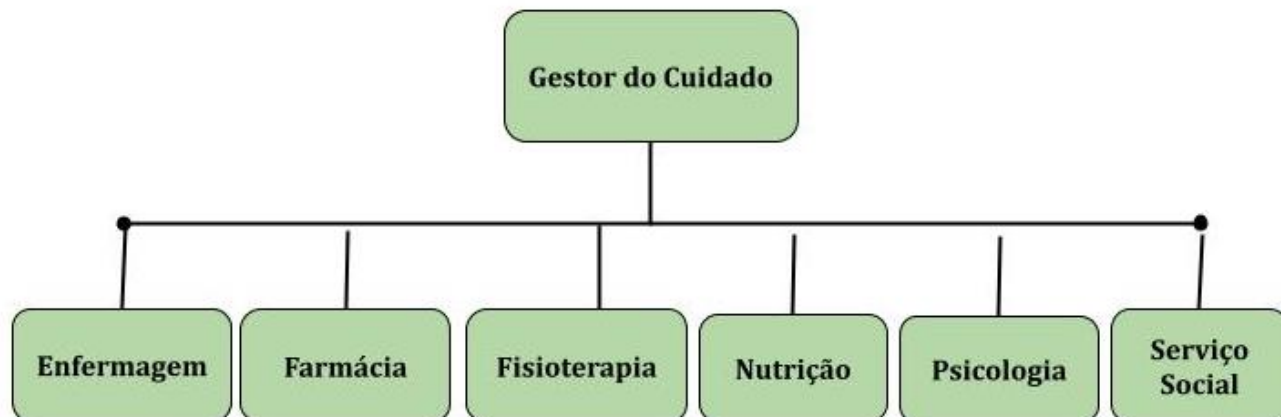 Gestor do Cuidado
Enfermagem
Farmácia
Fisioterapia
Nutrição
Psicologia
Serviço
Social